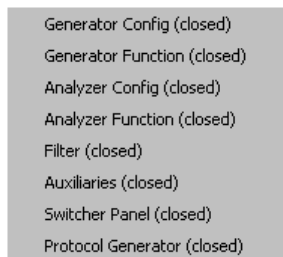 Generator Config (closed)
Generator Function (closed)
Analyzer Config (closed)
Analyzer Function (closed)
Filter (closed)
Auxiliaries (closed)
Switcher Panel (closed)
Protocol Generator (closed)